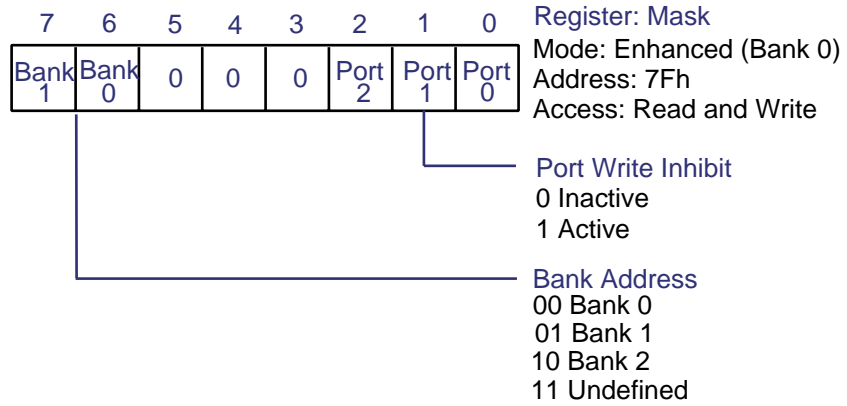 7 6 5 4 3 2 1 0
Bank 1 Bank 0 0 0 0 Port 2 Port 1 Port 0
Register: Mask
Mode: Enhanced (Bank 0)
Address: 7Fh
Access: Read and Write
Port Write Inhibit
0 Inactive
1 Active
Bank Address
00 Bank 0
01 Bank 1
10 Bank 2
11 Undefined